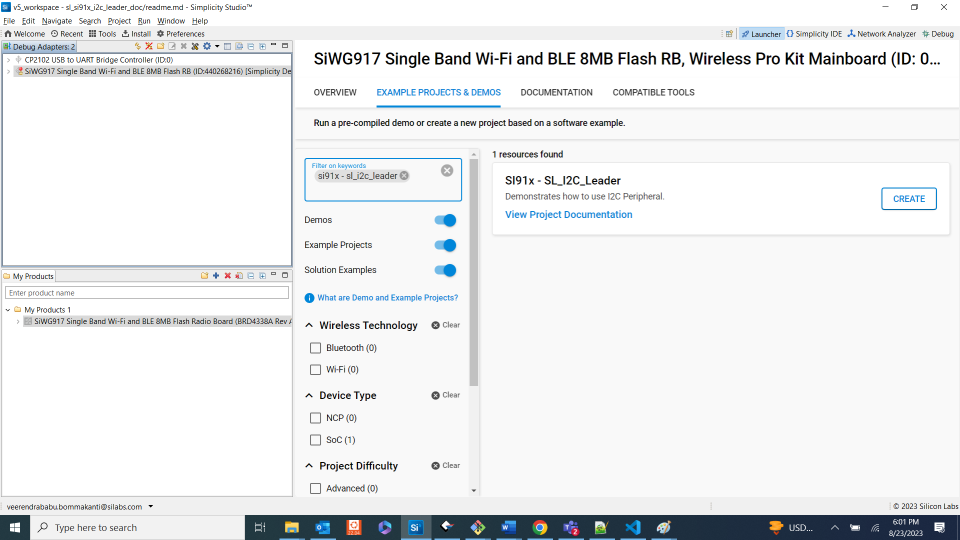 v5_workspace - sl_si91x_i2c_leader_doc/readme.md - Simplicity Studio™
File Edit Navigate Search Project Run Window Help
Welcome Recent Tools Install Preferences
Launcher Simplicity IDE Network Analyzer Debug
Debug Adapters: 2
CP2102 USB to UART Bridge Controller (ID:0)
SiWG917 Single Band Wi-Fi and BLE 8MB Flash RB (ID:440268216) [Simplicity De
My Products
Enter product name
My Products 1
SiWG917 Single Band Wi-Fi and BLE 8MB Flash Radio Board (BRD4338A Rev A
SiWG917 Single Band Wi-Fi and BLE 8MB Flash RB, Wireless Pro Kit Mainboard (ID: 0...
OVERVIEW EXAMPLE PROJECTS & DEMOS DOCUMENTATION COMPATIBLE TOOLS
Run a pre-compiled demo or create a new project based on a software example.
Filter on keywords
si91x - sl_i2c_leader
Demos
Example Projects
Solution Examples
What are Demo and Example Projects?
Wireless Technology Clear
Bluetooth (0)
Wi-Fi (0)
Device Type Clear
NCP (0)
SoC (1)
Project Difficulty Clear
Advanced (0)
1 resources found
SI91X - SL_I2C_Leader
Demonstrates how to use I2C Peripheral.
View Project Documentation
CREATE
veerendrababu.bommakanti@silabs.com
© 2023 Silicon Labs
Type here to search
USD...
6:01 PM
8/23/2023